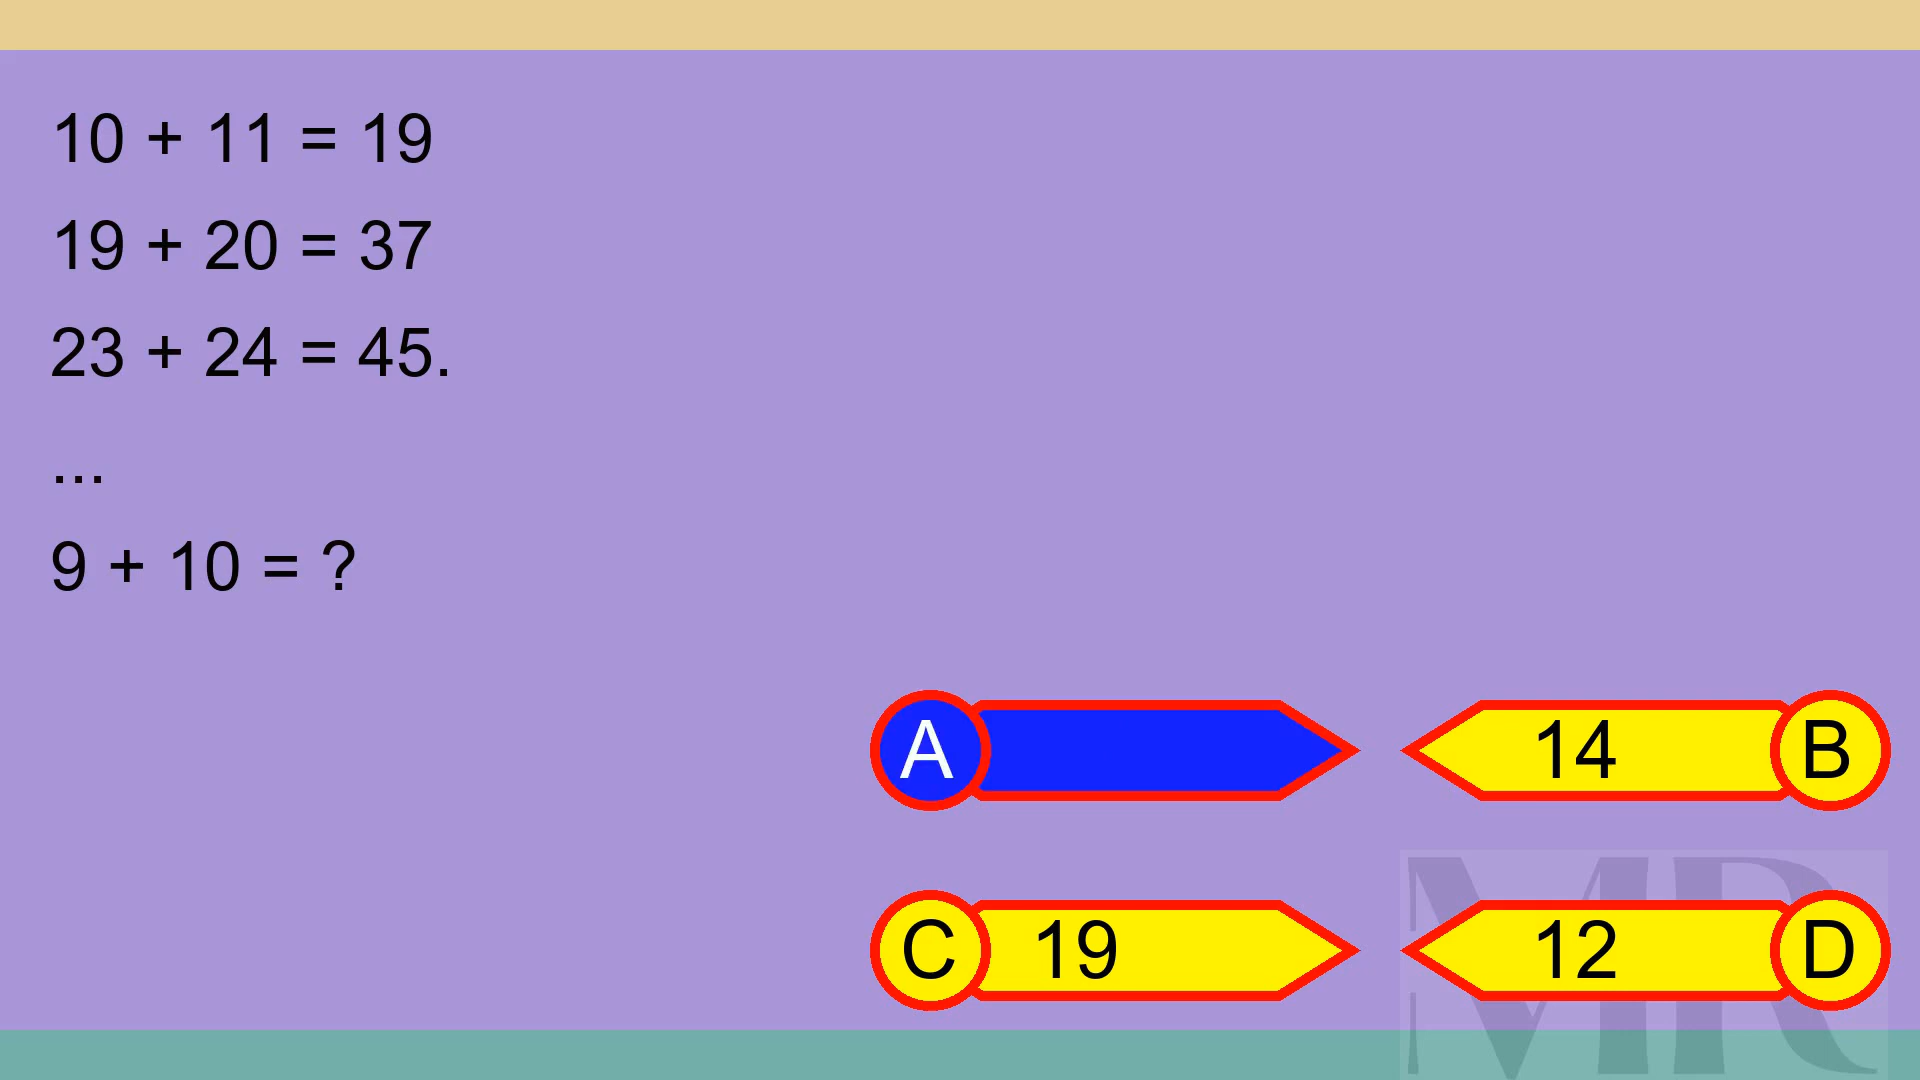 10 + 11 = 19
19 + 20 = 37
23 + 24 = 45.
...
9 + 10 = ?
A
14 B
C 19
12 D
MR